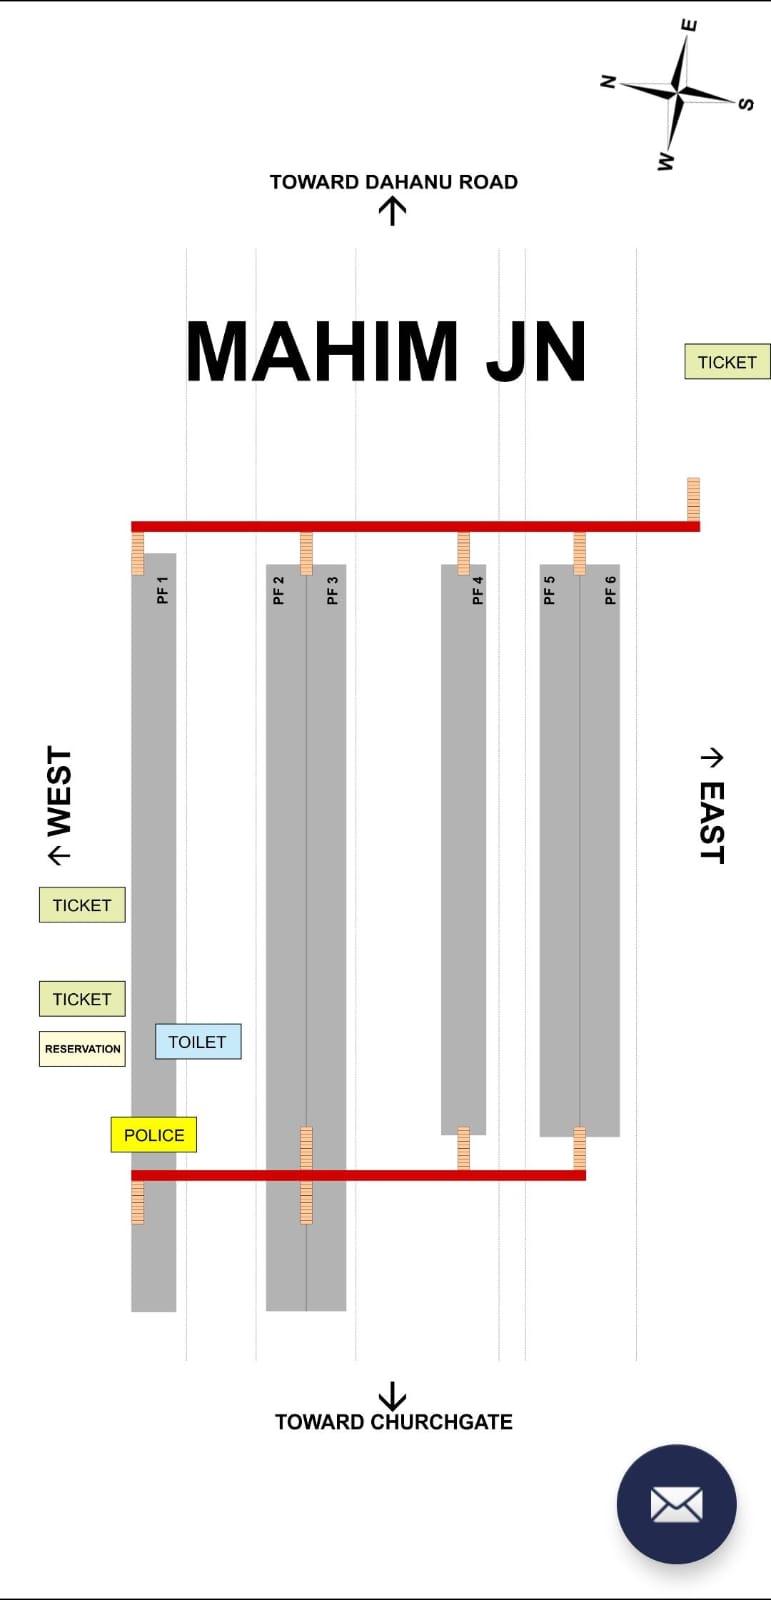 E
N
S
W
TOWARD DAHANU ROAD
MAHIM JN
TICKET
PF 1
PF 2
PF 3
PF 4
PF 5
PF 6
WEST
EAST
TICKET
TICKET
RESERVATION
TOILET
POLICE
TOWARD CHURCHGATE